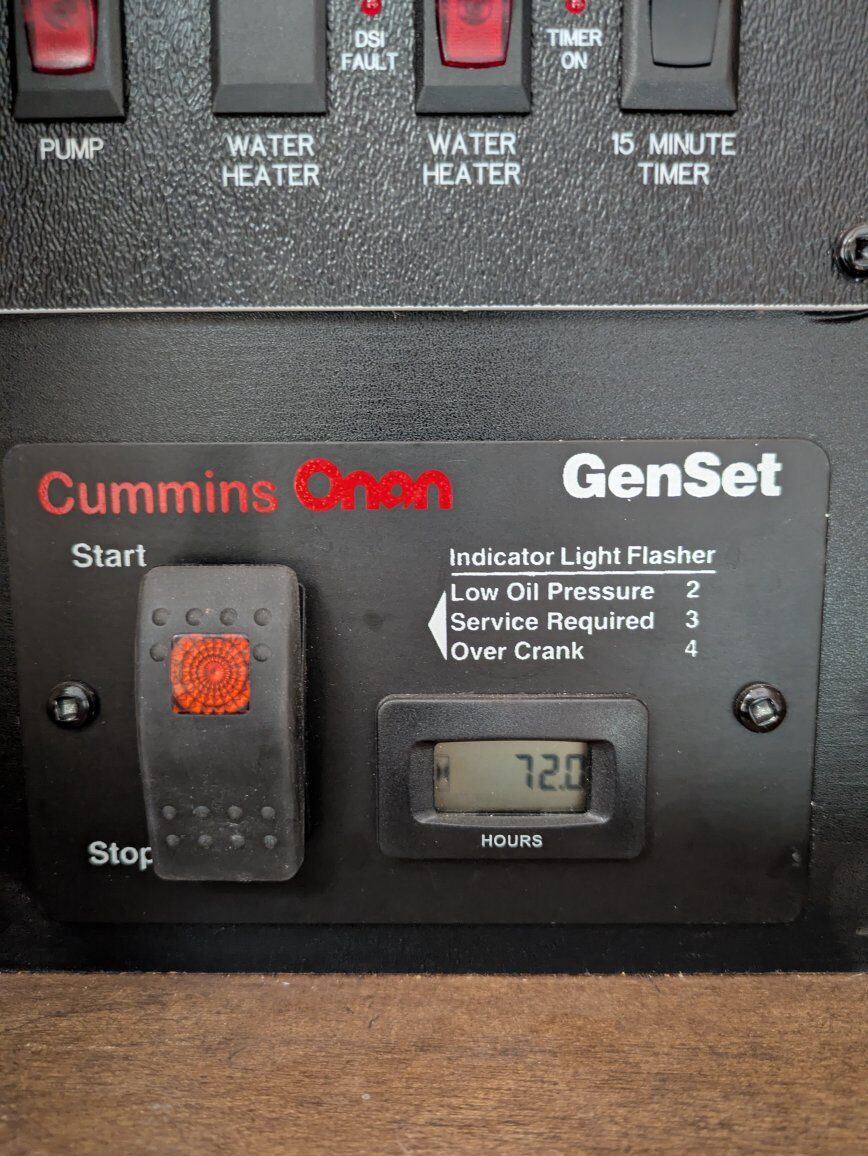 DSI
FAULT
TIMER
ON
PUMP
WATER
HEATER
WATER
HEATER
15 MINUTE
TIMER
Cummins Onan
GenSet
Start
Indicator Light Flasher
Low Oil Pressure 2
Service Required 3
Over Crank 4
72.0
HOURS
Stop